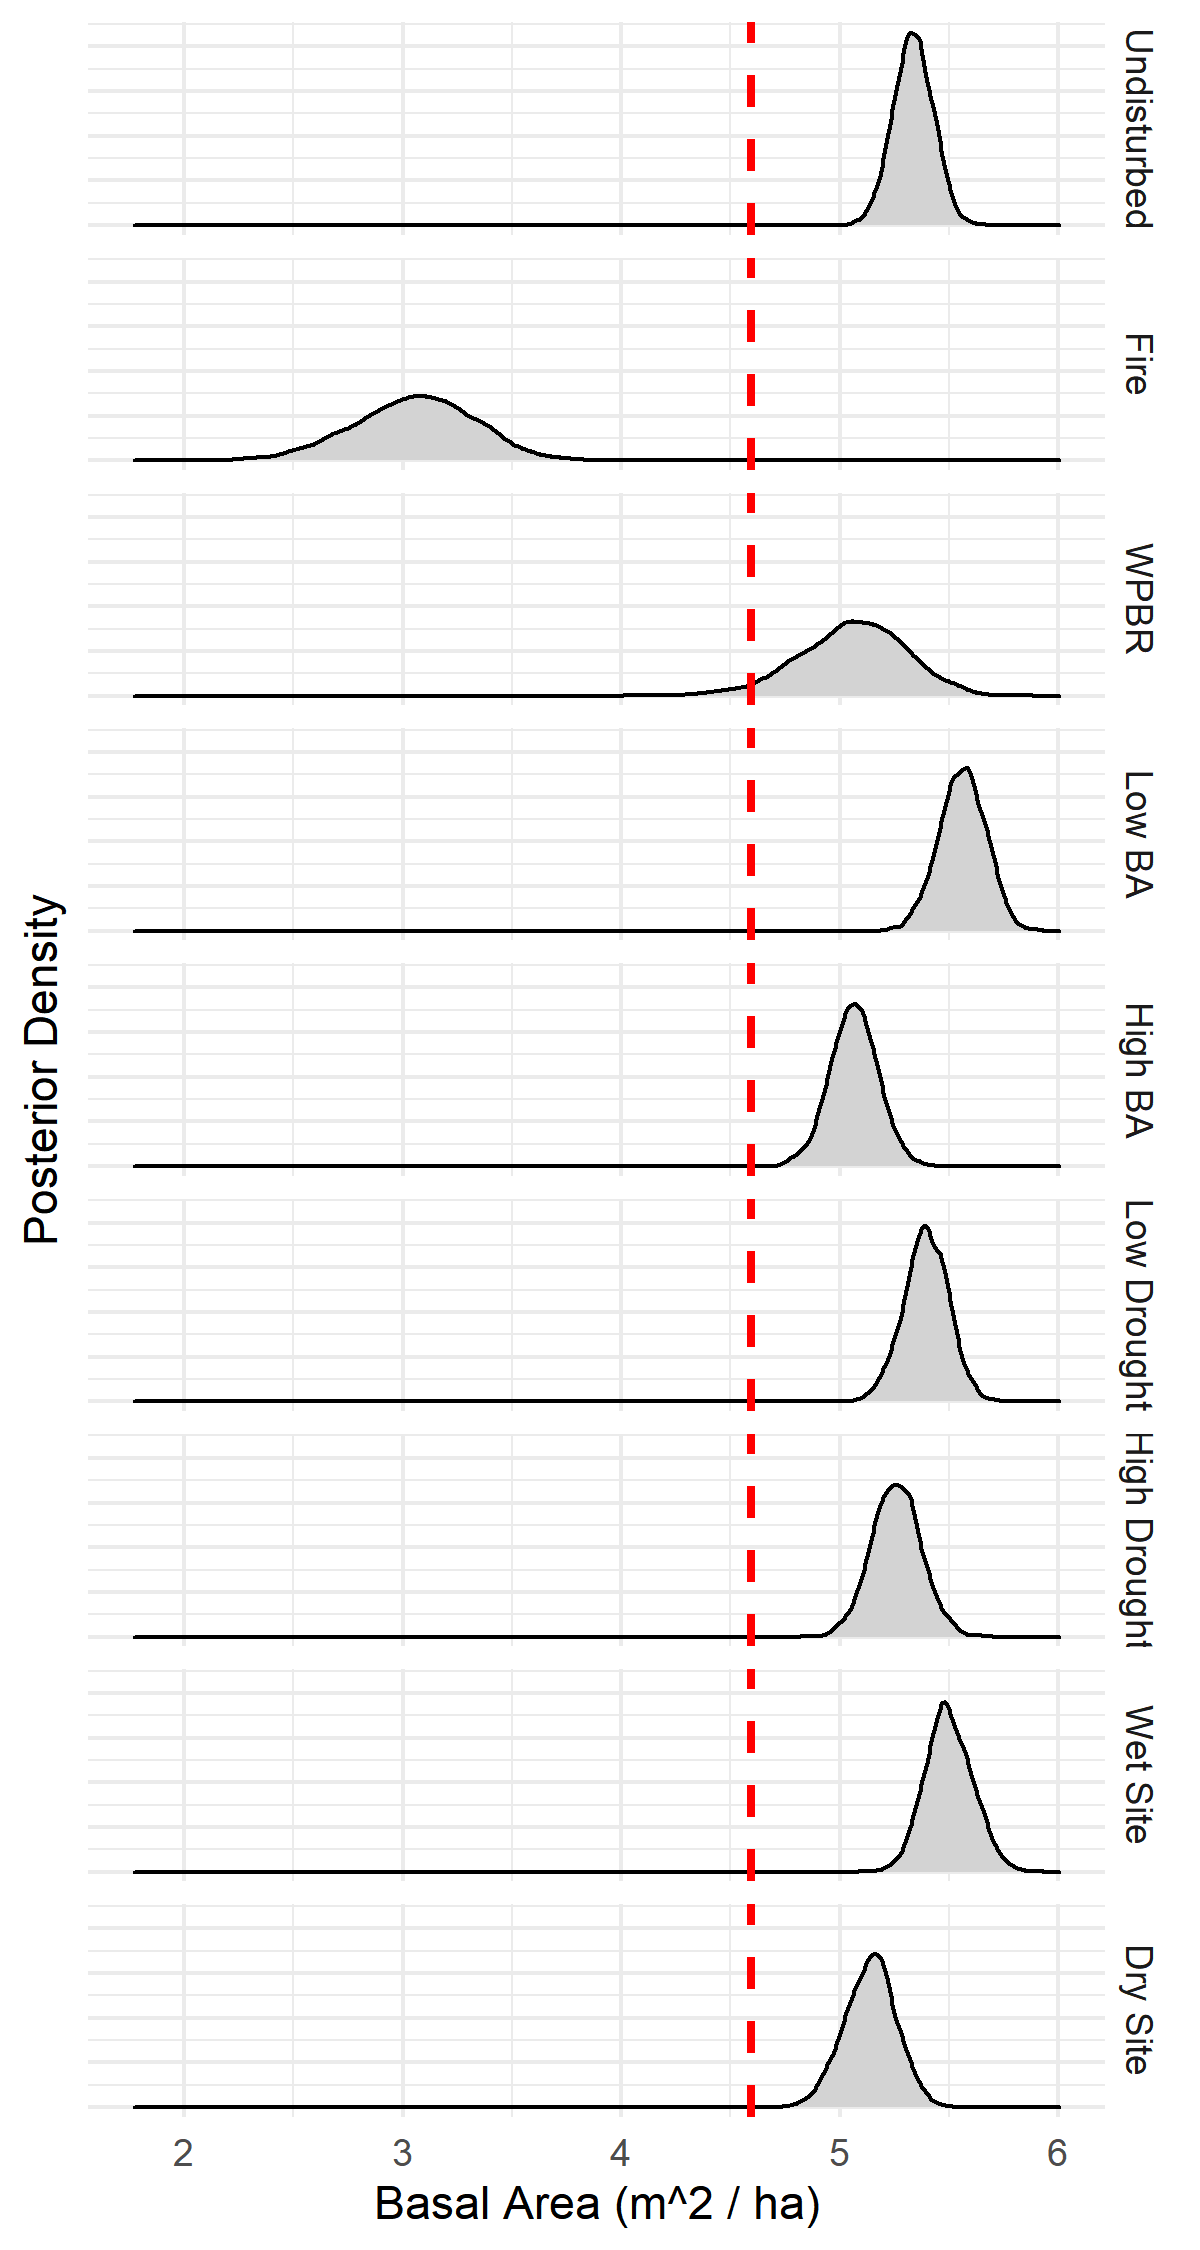 Undisturbed
Fire
WPBR
Low BA
High BA
Low Drought
High Drought
Wet Site
Dry Site
Posterior Density
2 3 4 5 6
Basal Area (m^2 / ha)